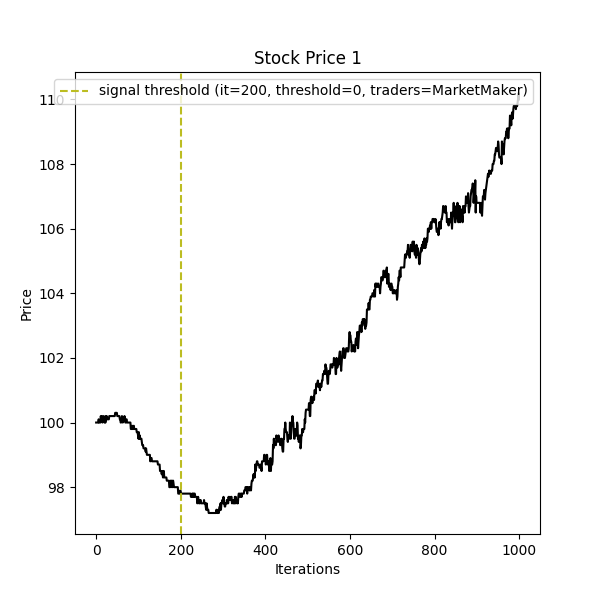 Stock Price 1
signal threshold (it=200, threshold=0, traders=MarketMaker)
110
108
106
104
102
100
98
Price
0 200 400 600 800 1000
Iterations